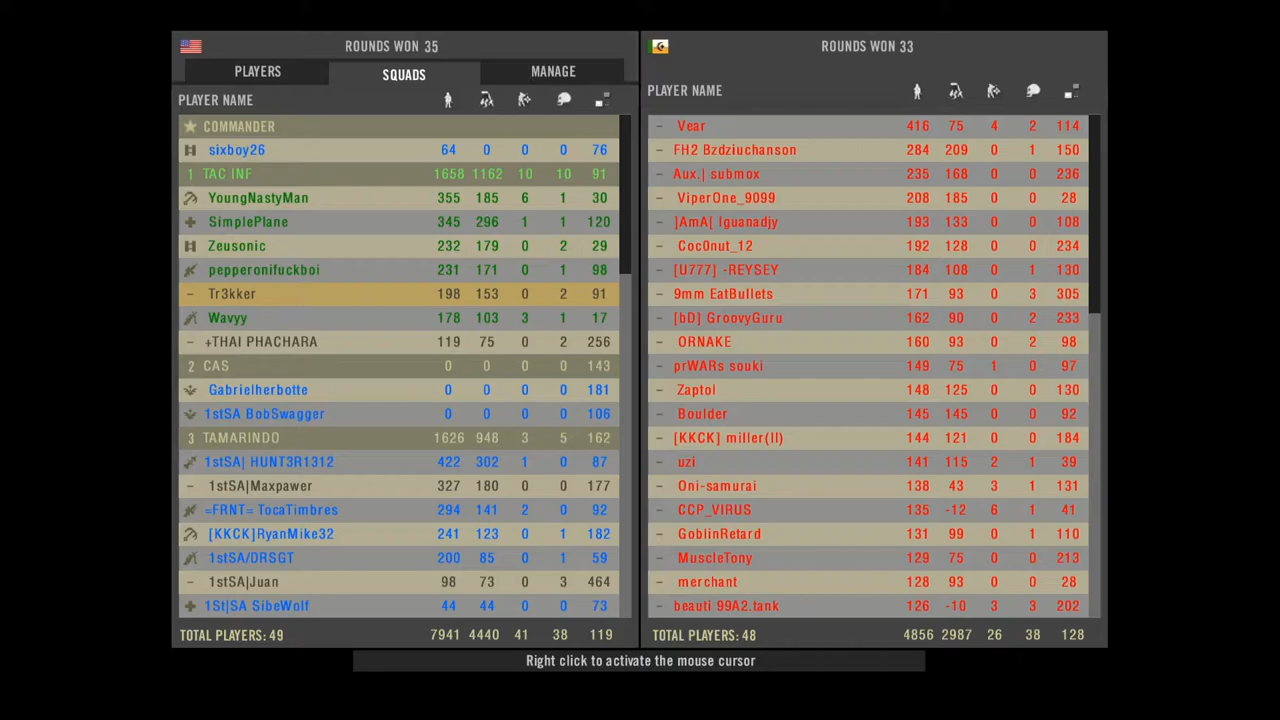 ROUNDS WON 35
PLAYERS SQUADS MANAGE
PLAYER NAME
COMMANDER
sixboy26 64 0 0 0 76
1 TAC INF 1658 1162 10 10 91
YoungNastyMan 355 185 6 1 30
SimplePlane 345 296 1 1 120
Zeusonic 232 179 0 2 29
pepperonifuckboi 231 171 0 1 98
Tr3kker 198 153 0 2 91
Wavyy 178 103 3 1 17
+THAI PHACHARA 119 75 0 2 256
2 CAS 0 0 0 0 143
Gabrielherbotte 0 0 0 0 181
1stSA BobSwagger 0 0 0 0 106
3 TAMARINDO 1626 948 3 5 162
1stSA| HUNT3R1312 422 302 1 0 87
1stSA|Maxpawer 327 180 0 0 177
=FRNT= TocaTimbres 294 141 2 0 92
[KKCK]RyanMike32 241 123 0 1 182
1stSA/DRSGT 200 85 0 1 59
1stSA|Juan 98 73 0 3 464
1St|SA SibeWolf 44 44 0 0 73
TOTAL PLAYERS: 49 7941 4440 41 38 119
ROUNDS WON 33
PLAYER NAME
– Vear 416 75 4 2 114
– FH2 Bzdziuchanson 284 209 0 1 150
– Aux.| submox 235 168 0 0 236
– ViperOne_9099 208 185 0 1 28
– ]AmA| Iguanadjy 193 133 0 0 108
– Coc0nut_12 192 128 0 0 234
– [U777] -REYSEY 184 108 0 1 130
– 9mm EatBullets 171 93 0 3 305
– [bD] GroovyGuru 162 90 0 2 233
– ORNAKE 160 93 0 2 98
– prWARs souki 149 75 1 0 97
– Zaptol 148 125 0 0 130
– Boulder 145 145 0 0 92
– [KKCK] miller(ll) 144 121 0 0 184
– uzi 141 115 2 1 39
– Oni-samurai 138 43 3 1 131
– CCP_VIRUS 135 -12 6 1 41
– GoblinRetard 131 99 0 1 110
– MuscleTony 129 75 0 0 213
– merchant 128 93 0 0 28
– beauti 99A2.tank 126 -10 3 3 202
TOTAL PLAYERS: 48 4856 2987 26 38 128
Right click to activate the mouse cursor